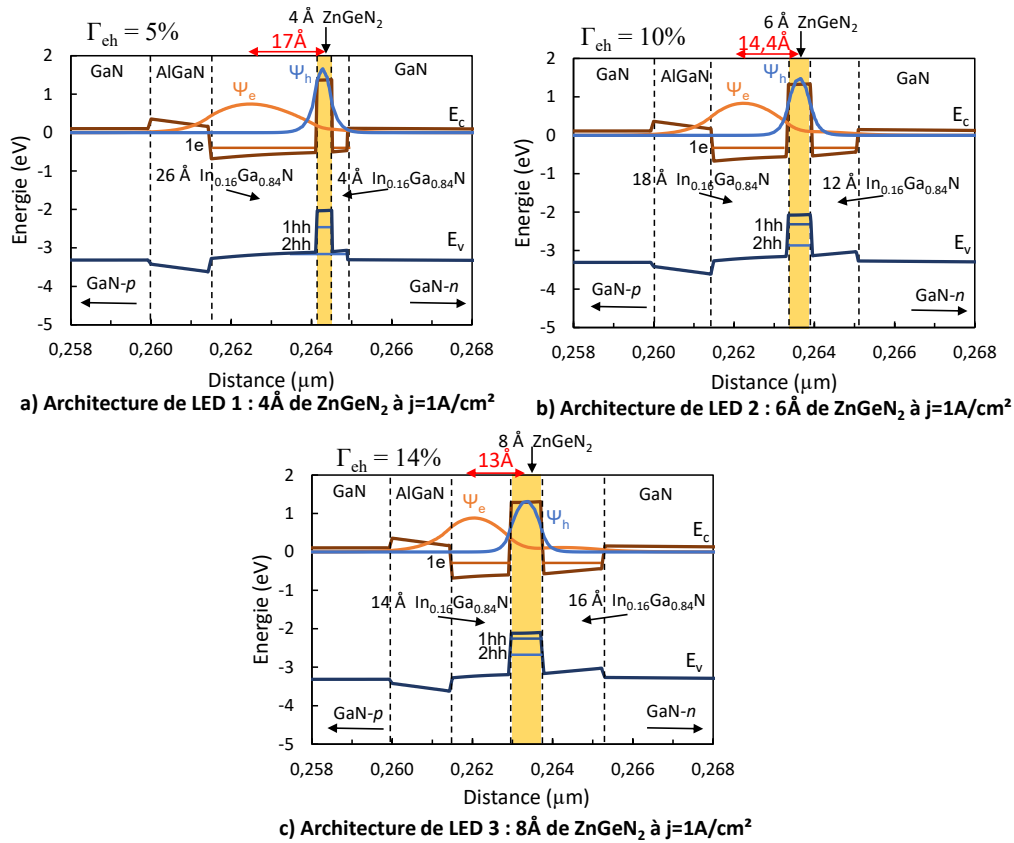 4 Å ZnGeN₂
Γeh = 5%
17Å
GaN
AlGaN
GaN
Ψe
Ψh
Ec
1e
26 Å In0.16Ga0.84N
4 Å In0.16Ga0.84N
1hh
2hh
Ev
GaN-p
GaN-n
Energie (eV)
2
1
0
-1
-2
-3
-4
-5
0,258
0,260
0,262
0,264
0,266
0,268
Distance (µm)
a) Architecture de LED 1 : 4Å de ZnGeN₂ à j=1A/cm²
6 Å ZnGeN₂
Γeh = 10%
14,4Å
GaN
AlGaN
GaN
Ψe
Ψh
Ec
1e
18 Å In0.16Ga0.84N
12 Å In0.16Ga0.84N
1hh
2hh
Ev
GaN-p
GaN-n
Energie (eV)
2
1
0
-1
-2
-3
-4
-5
0,258
0,260
0,262
0,264
0,266
0,268
Distance (µm)
b) Architecture de LED 2 : 6Å de ZnGeN₂ à j=1A/cm²
8 Å ZnGeN₂
Γeh = 14%
13Å
GaN
AlGaN
GaN
Ψe
Ψh
Ec
1e
14 Å In0.16Ga0.84N
16 Å In0.16Ga0.84N
1hh
2hh
Ev
GaN-p
GaN-n
Energie (eV)
2
1
0
-1
-2
-3
-4
-5
0,258
0,260
0,262
0,264
0,266
0,268
Distance (µm)
c) Architecture de LED 3 : 8Å de ZnGeN₂ à j=1A/cm²